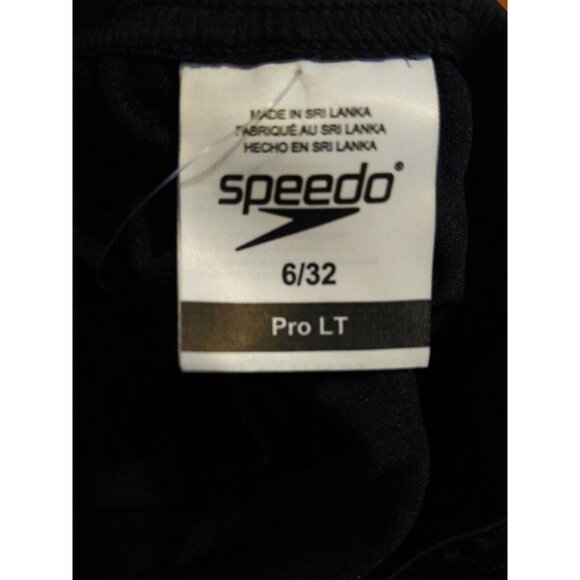 MADE IN SRI LANKA
FABRIQUÉ AU SRI LANKA
HECHO EN SRI LANKA
speedo®
6/32
Pro LT